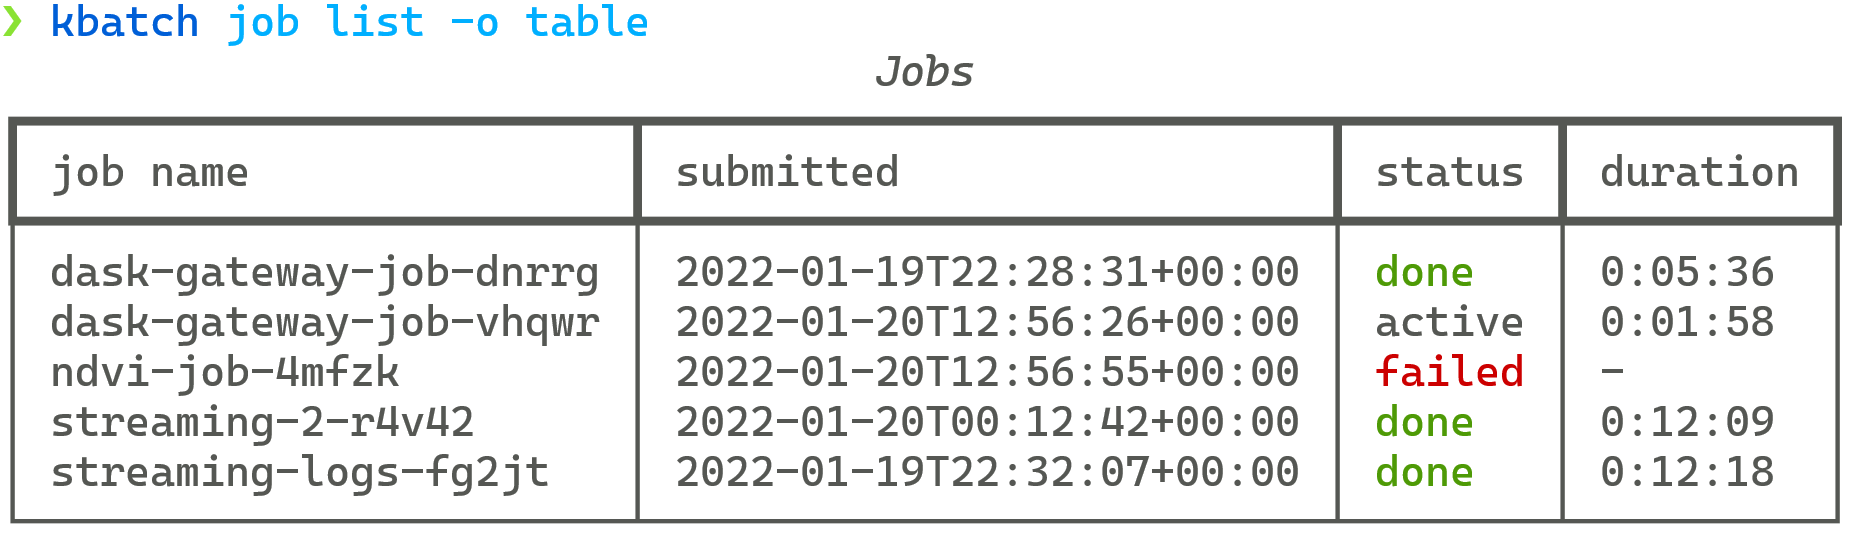 ❯ kbatch job list -o table
Jobs
job name submitted status duration
dask-gateway-job-dnrrg 2022-01-19T22:28:31+00:00 done 0:05:36
dask-gateway-job-vhqwr 2022-01-20T12:56:26+00:00 active 0:01:58
ndvi-job-4mfzk 2022-01-20T12:56:55+00:00 failed -
streaming-2-r4v42 2022-01-20T00:12:42+00:00 done 0:12:09
streaming-logs-fg2jt 2022-01-19T22:32:07+00:00 done 0:12:18